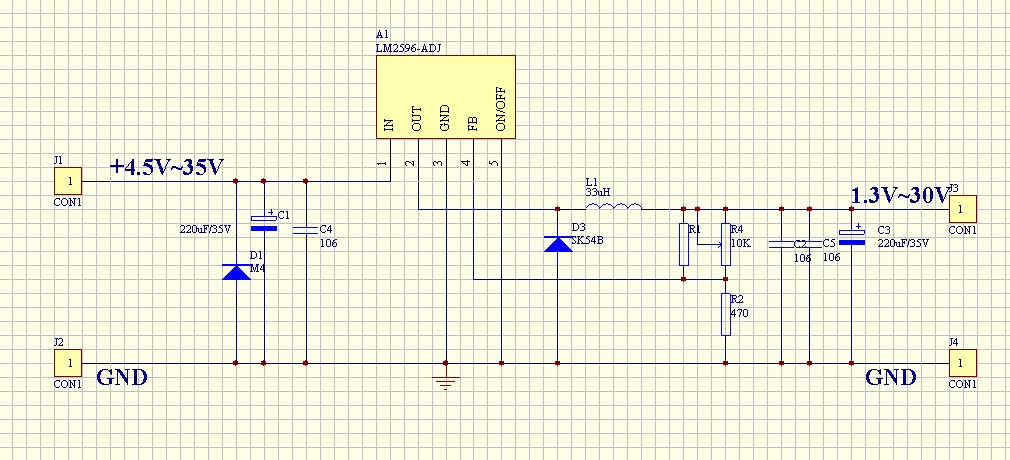 A1
LM2596-ADJ
IN
OUT
GND
FB
ON/OFF
1
2
3
4
5
J1
+4.5V~35V
1
CON1
L1
33uH
1.3V~30V
J3
1
CON1
C1
220uF/35V
C4
106
D1
M4
D3
SK54B
R1
R4
10K
C2
106
C5
106
C3
220uF/35V
R2
470
J2
1
CON1
GND
J4
1
CON1
GND